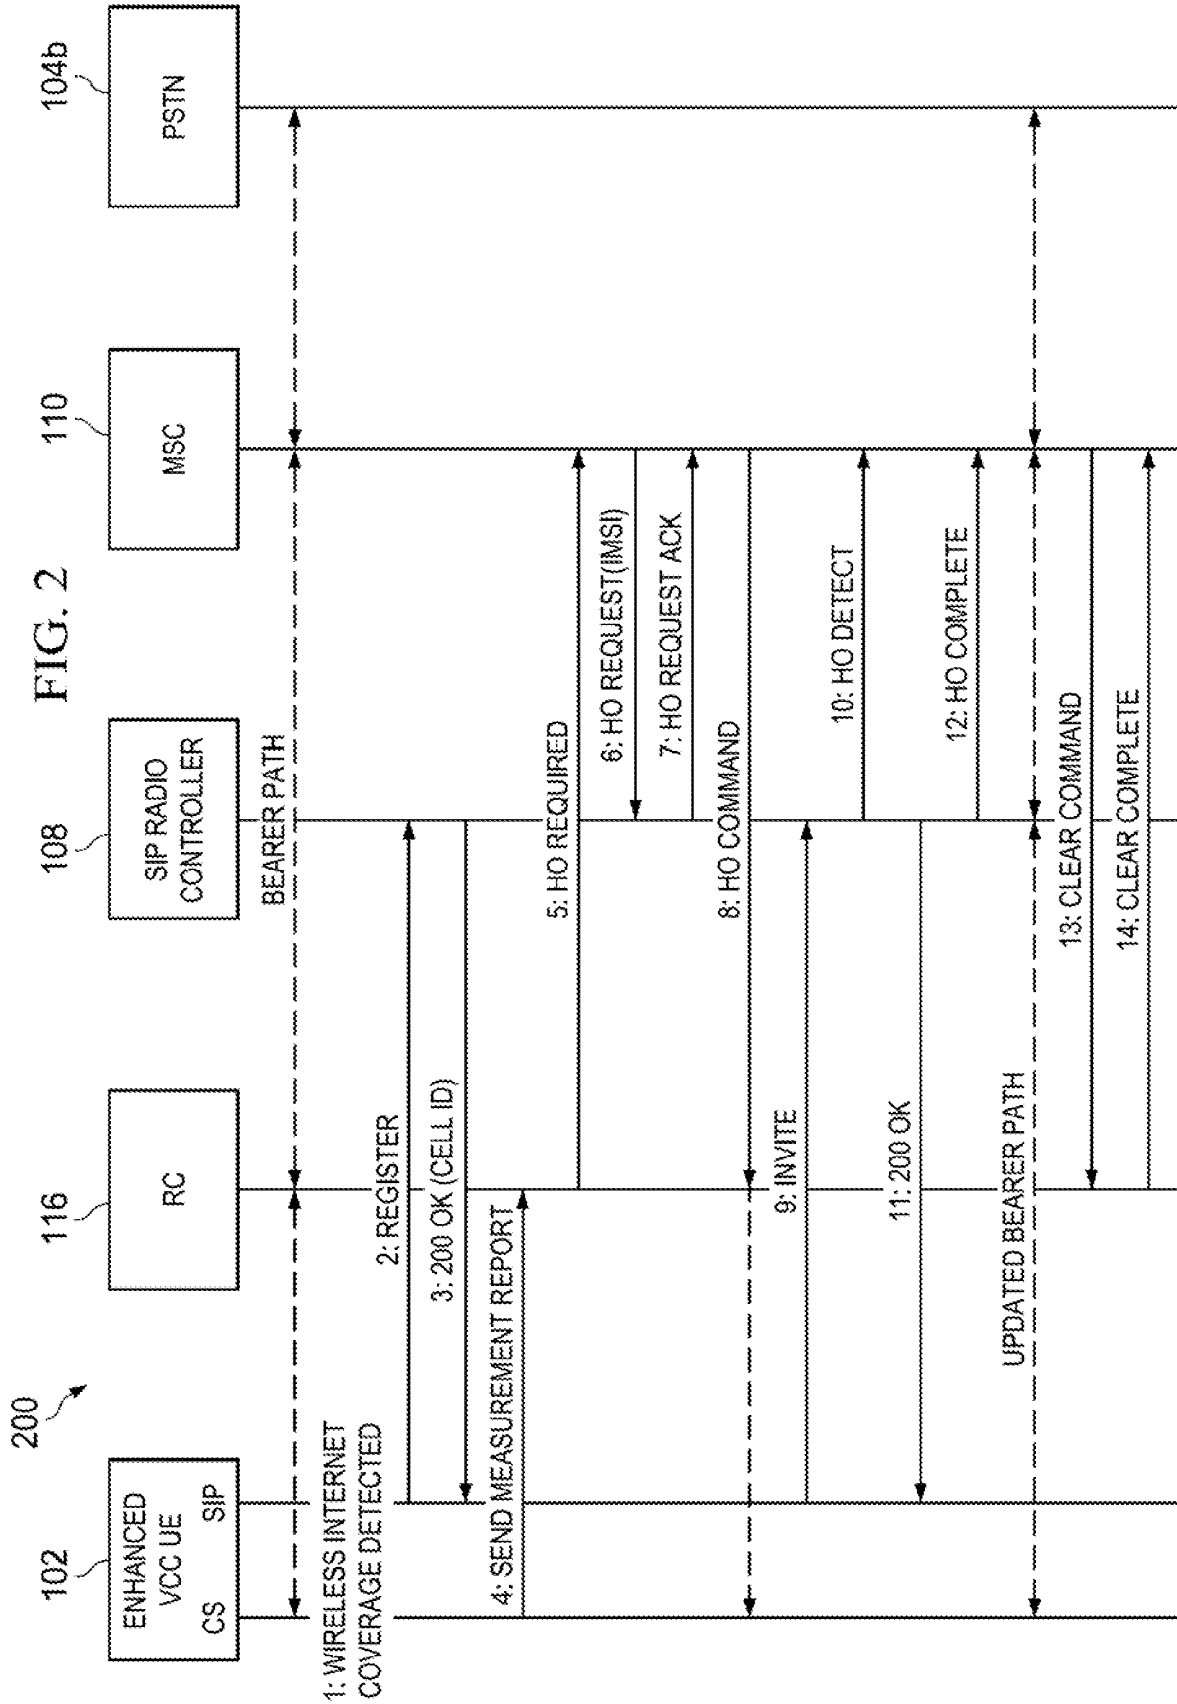 FIG. 2
200
102
116
108
110
104b
ENHANCED
VCC UE
CS SIP
RC
SIP RADIO
CONTROLLER
MSC
PSTN
BEARER PATH
1: WIRELESS INTERNET
COVERAGE DETECTED
2: REGISTER
3: 200 OK (CELL ID)
4: SEND MEASUREMENT REPORT
5: HO REQUIRED
6: HO REQUEST(IMSI)
7: HO REQUEST ACK
8: HO COMMAND
9: INVITE
10: HO DETECT
11: 200 OK
12: HO COMPLETE
UPDATED BEARER PATH
13: CLEAR COMMAND
14: CLEAR COMPLETE